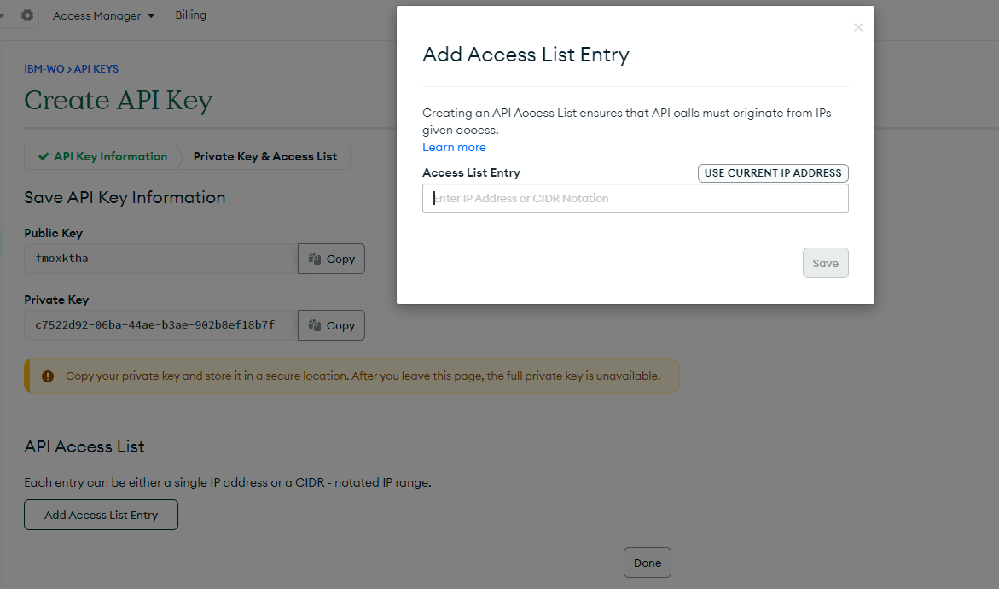 Access Manager
Billing
IBM-WO > API KEYS
Create API Key
API Key Information
Private Key & Access List
Save API Key Information
Public Key
fmoxktha
Copy
Private Key
c7522d92-06ba-44ae-b3ae-902b8ef18b7f
Copy
Copy your private key and store it in a secure location. After you leave this page, the full private key is unavailable.
API Access List
Each entry can be either a single IP address or a CIDR - notated IP range.
Add Access List Entry
Done
Add Access List Entry
Creating an API Access List ensures that API calls must originate from IPs
given access.
Learn more
Access List Entry
USE CURRENT IP ADDRESS
Enter IP Address or CIDR Notation
Save